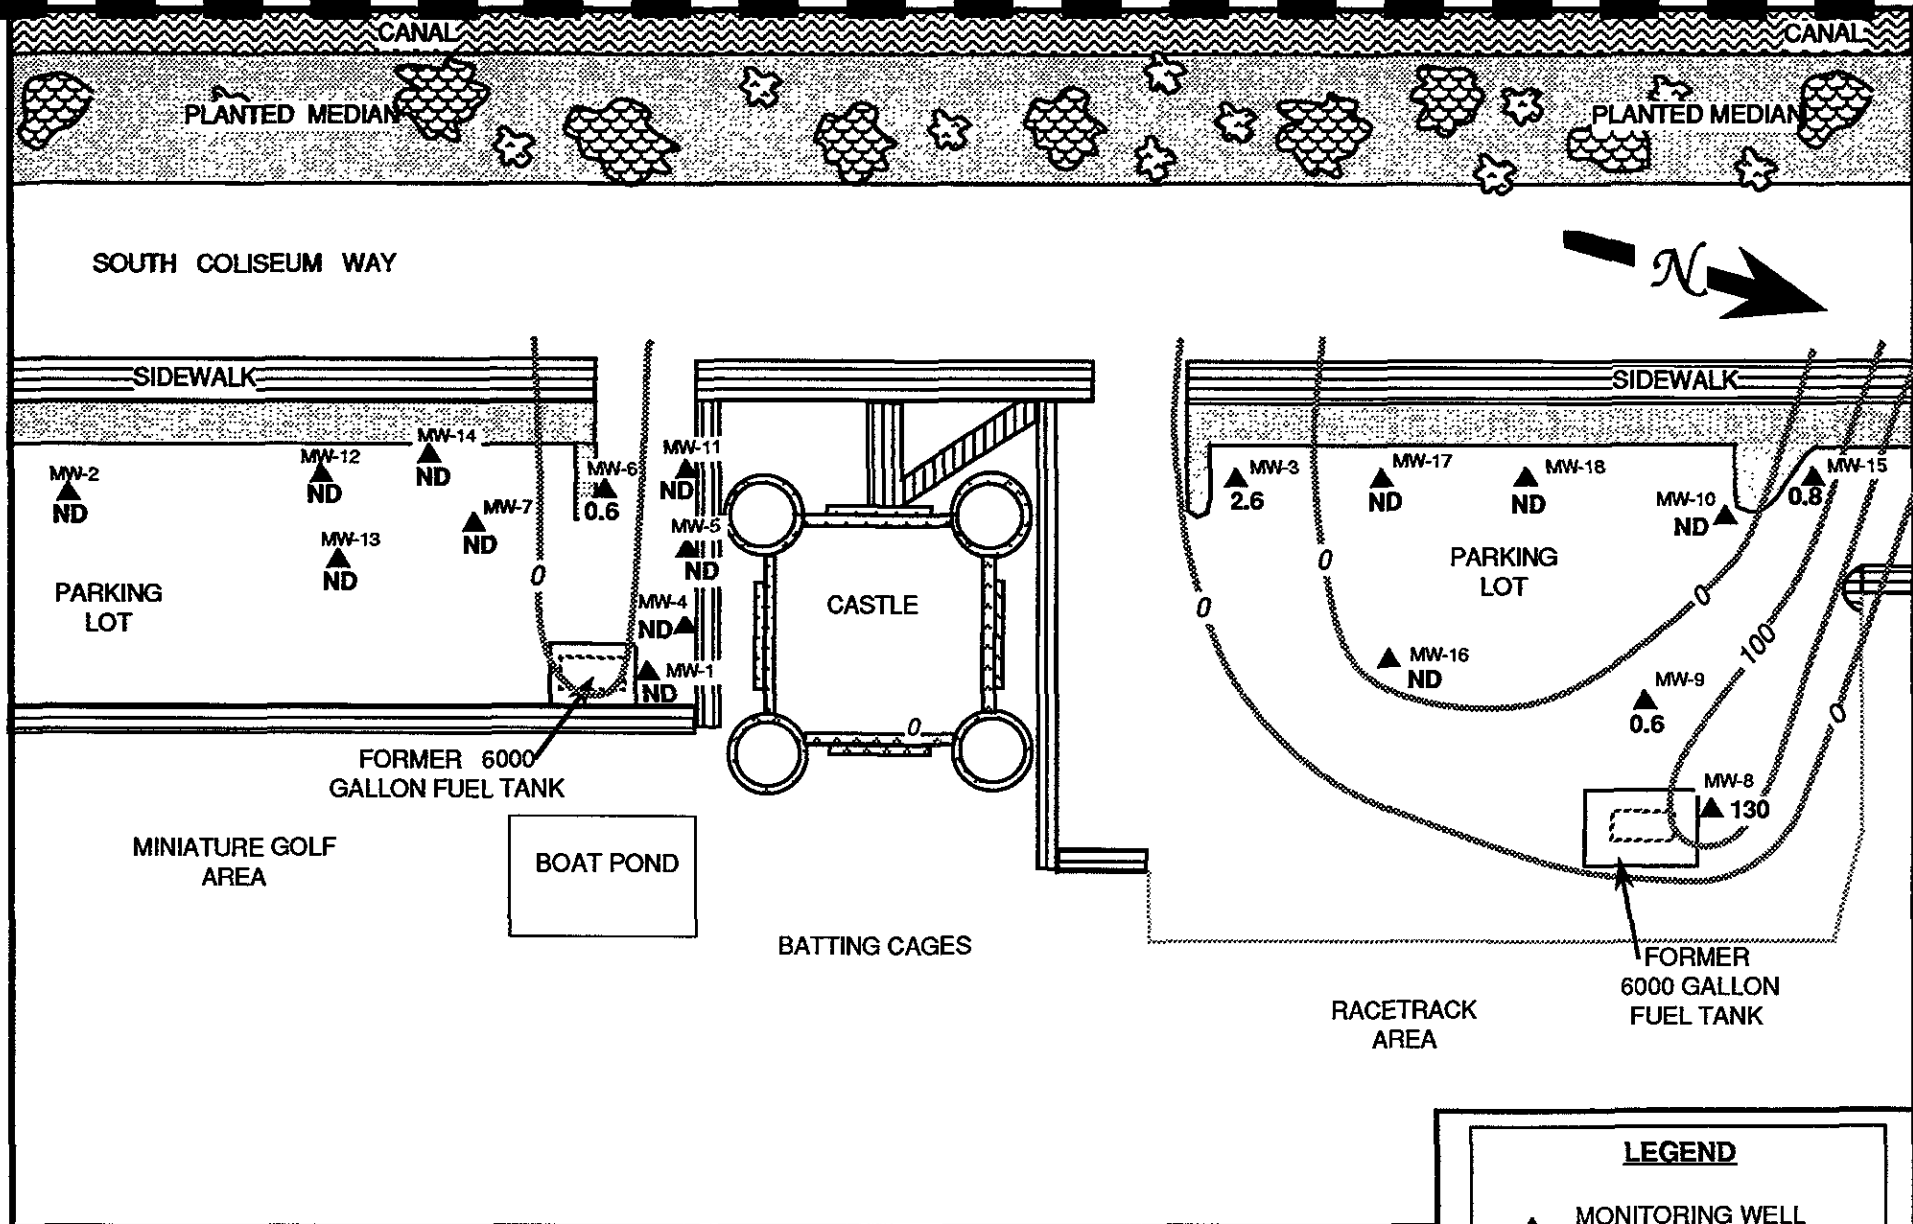 CANAL
CANAL
PLANTED MEDIAN
PLANTED MEDIAN
SOUTH COLISEUM WAY
N
SIDEWALK
SIDEWALK
MW-2
ND
MW-12
ND
MW-14
ND
MW-7
ND
MW-13
ND
MW-6
0.6
MW-11
ND
MW-5
ND
MW-4
ND
MW-1
ND
MW-3
2.6
MW-17
ND
MW-18
ND
MW-10
ND
MW-15
0.8
PARKING
LOT
0
CASTLE
0
0
0
PARKING
LOT
0
100
MW-16
ND
MW-9
0.6
0
MW-8
130
FORMER 6000
GALLON FUEL TANK
MINIATURE GOLF
AREA
BOAT POND
BATTING CAGES
RACETRACK
AREA
FORMER
6000 GALLON
FUEL TANK
LEGEND
MONITORING WELL